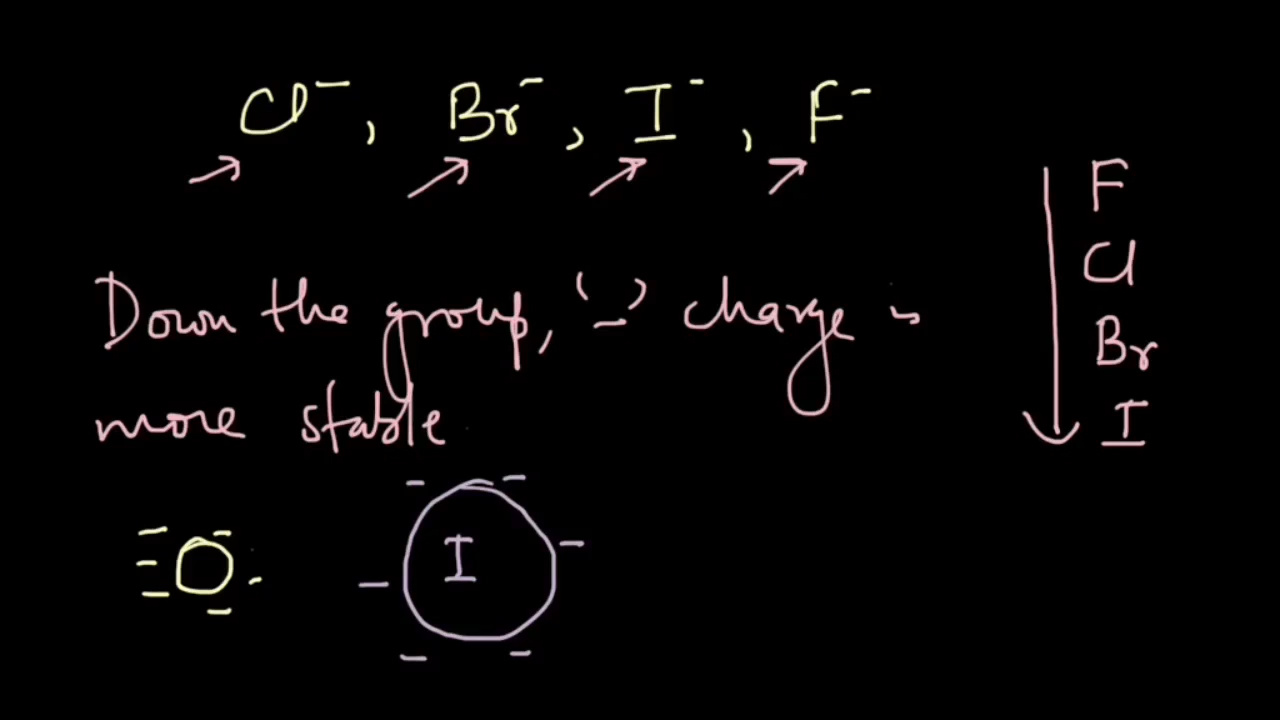 Cl⁻, Br⁻, I⁻, F⁻
F
Cl
Br
I
Down the group, '-' charge is
more stable
I